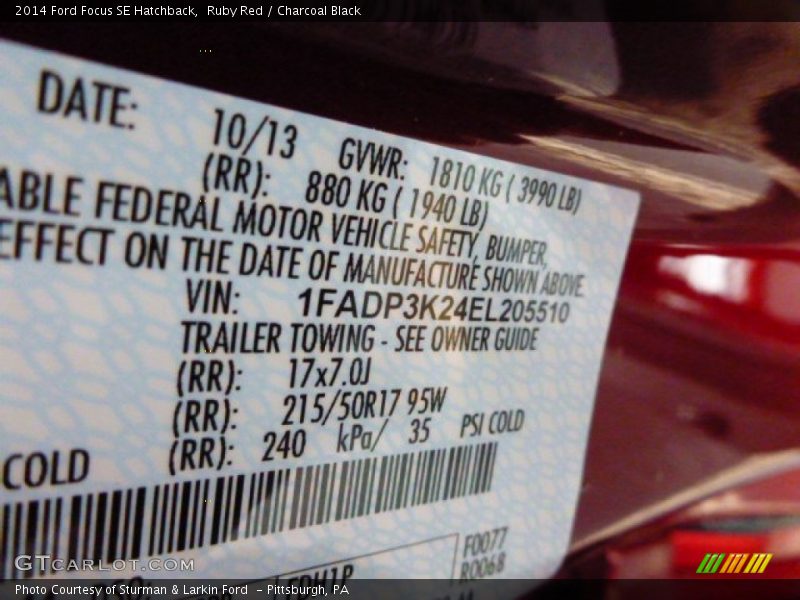 2014 Ford Focus SE Hatchback, Ruby Red / Charcoal Black
DATE: 10/13 GVWR: 1810 KG ( 3990 LB)
(RR): 880 KG ( 1940 LB)
ABLE FEDERAL MOTOR VEHICLE SAFETY, BUMPER,
EFFECT ON THE DATE OF MANUFACTURE SHOWN ABOVE
VIN: 1FADP3K24EL205510
TRAILER TOWING - SEE OWNER GUIDE
(RR): 17x7.0J
(RR): 215/50R17 95W
COLD (RR): 240 kPa/ 35 PSI COLD
F0077
R0068
GTCARLOT.COM
Photo Courtesy of Sturman & Larkin Ford - Pittsburgh, PA